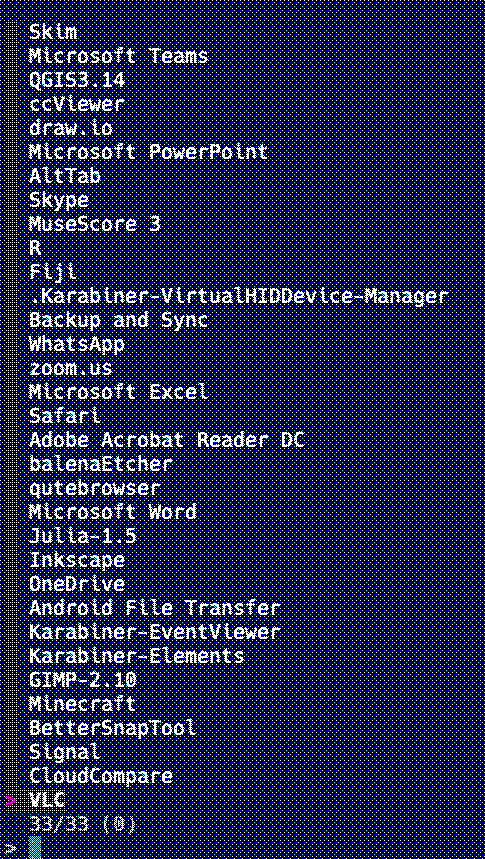 Skim
Microsoft Teams
QGIS3.14
ccViewer
draw.io
Microsoft PowerPoint
AltTab
Skype
MuseScore 3
R
Fiji
.Karabiner-VirtualHIDDevice-Manager
Backup and Sync
WhatsApp
zoom.us
Microsoft Excel
Safari
Adobe Acrobat Reader DC
balenaEtcher
qutebrowser
Microsoft Word
Julia-1.5
Inkscape
OneDrive
Android File Transfer
Karabiner-EventViewer
Karabiner-Elements
GIMP-2.10
Minecraft
BetterSnapTool
Signal
CloudCompare
> VLC
33/33 (0)
>